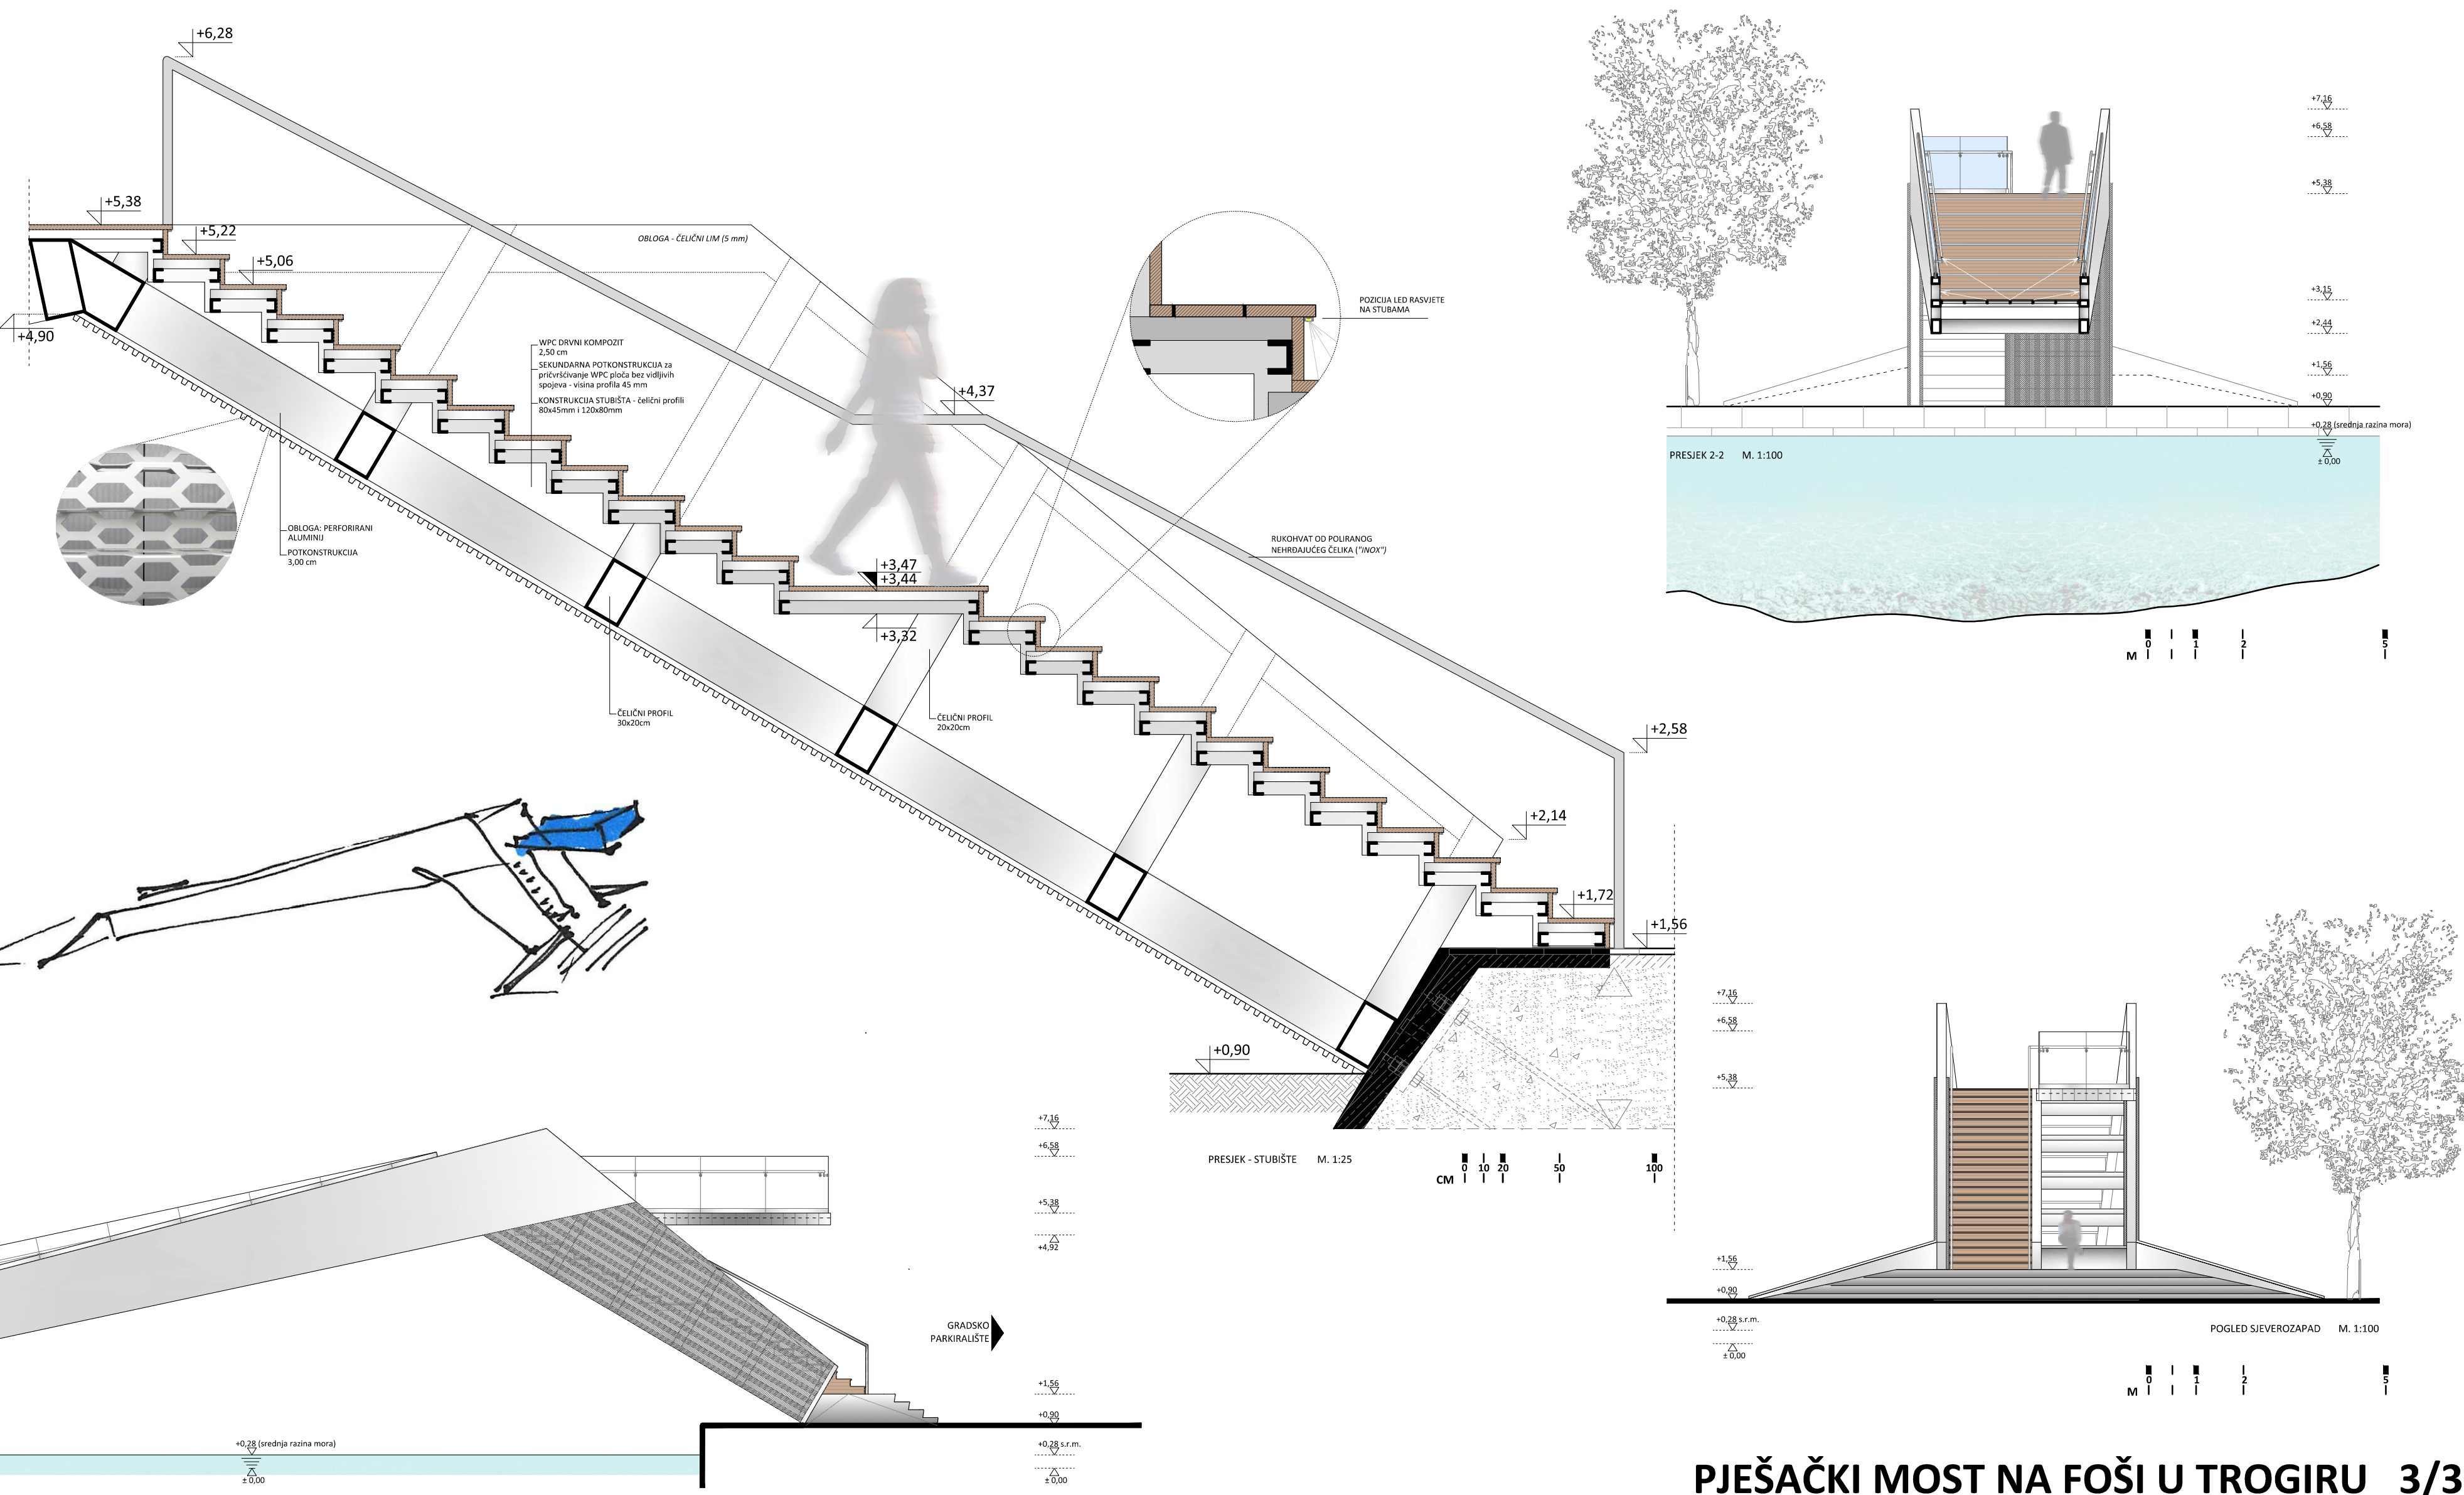 +6,28
+5,38
+5,22
+5,06
+4,90
OBLOGA - ČELIČNI LIM (5 mm)
WPC DRVNI KOMPOZIT
2,50 cm
SEKUNDARNA POTKONSTRUKCIJA za
pričvršćivanje WPC ploča bez vidljivih
spojeva - visina profila 45 mm
KONSTRUKCIJA STUBIŠTA - čelični profili
80x45mm i 120x80mm
POZICIJA LED RASVJETE
NA STUBAMA
+4,37
OBLOGA: PERFORIRANI
ALUMINIJ
POTKONSTRUKCIJA
3,00 cm
RUKOHVAT OD POLIRANOG
NEHRĐAJUĆEG ČELIKA ("INOX")
+3,47
+3,44
+3,32
ČELIČNI PROFIL
30x20cm
ČELIČNI PROFIL
20x20cm
+2,58
+2,14
+1,72
+1,56
+0,90
PRESJEK - STUBIŠTE M. 1:25
CM 0 10 20 50 100
+7,16
+6,58
+5,38
+3,15
+2,44
+1,56
+0,90
+0,28 (srednja razina mora)
± 0,00
PRESJEK 2-2 M. 1:100
M 0 1 2 5
+7,16
+6,58
+5,38
+4,92
GRADSKO
PARKIRALIŠTE
+1,56
+0,90
+0,28 s.r.m.
± 0,00
+0,28 (srednja razina mora)
± 0,00
+7,16
+6,58
+5,38
+1,56
+0,90
+0,28 s.r.m.
± 0,00
POGLED SJEVEROZAPAD M. 1:100
M 0 1 2 5
PJEŠAČKI MOST NA FOŠI U TROGIRU 3/3